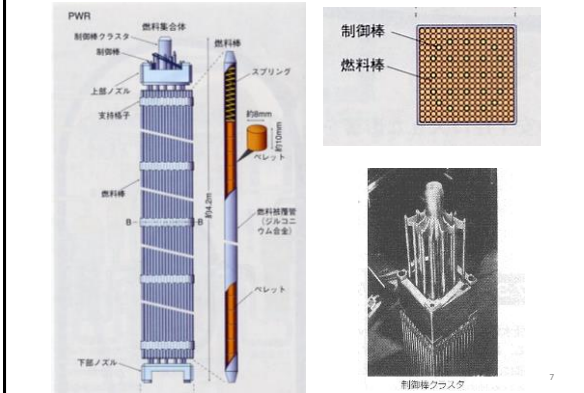 PWR
燃料集合体
制御棒クラスタ
制御棒
燃料棒
上部ノズル
スプリング
支持格子
約8mm
約10mm
ペレット
燃料棒
約4.2m
B
B
燃料被覆管
(ジルコニ
ウム合金)
ペレット
下部ノズル
制御棒
燃料棒
制御棒クラスタ
7